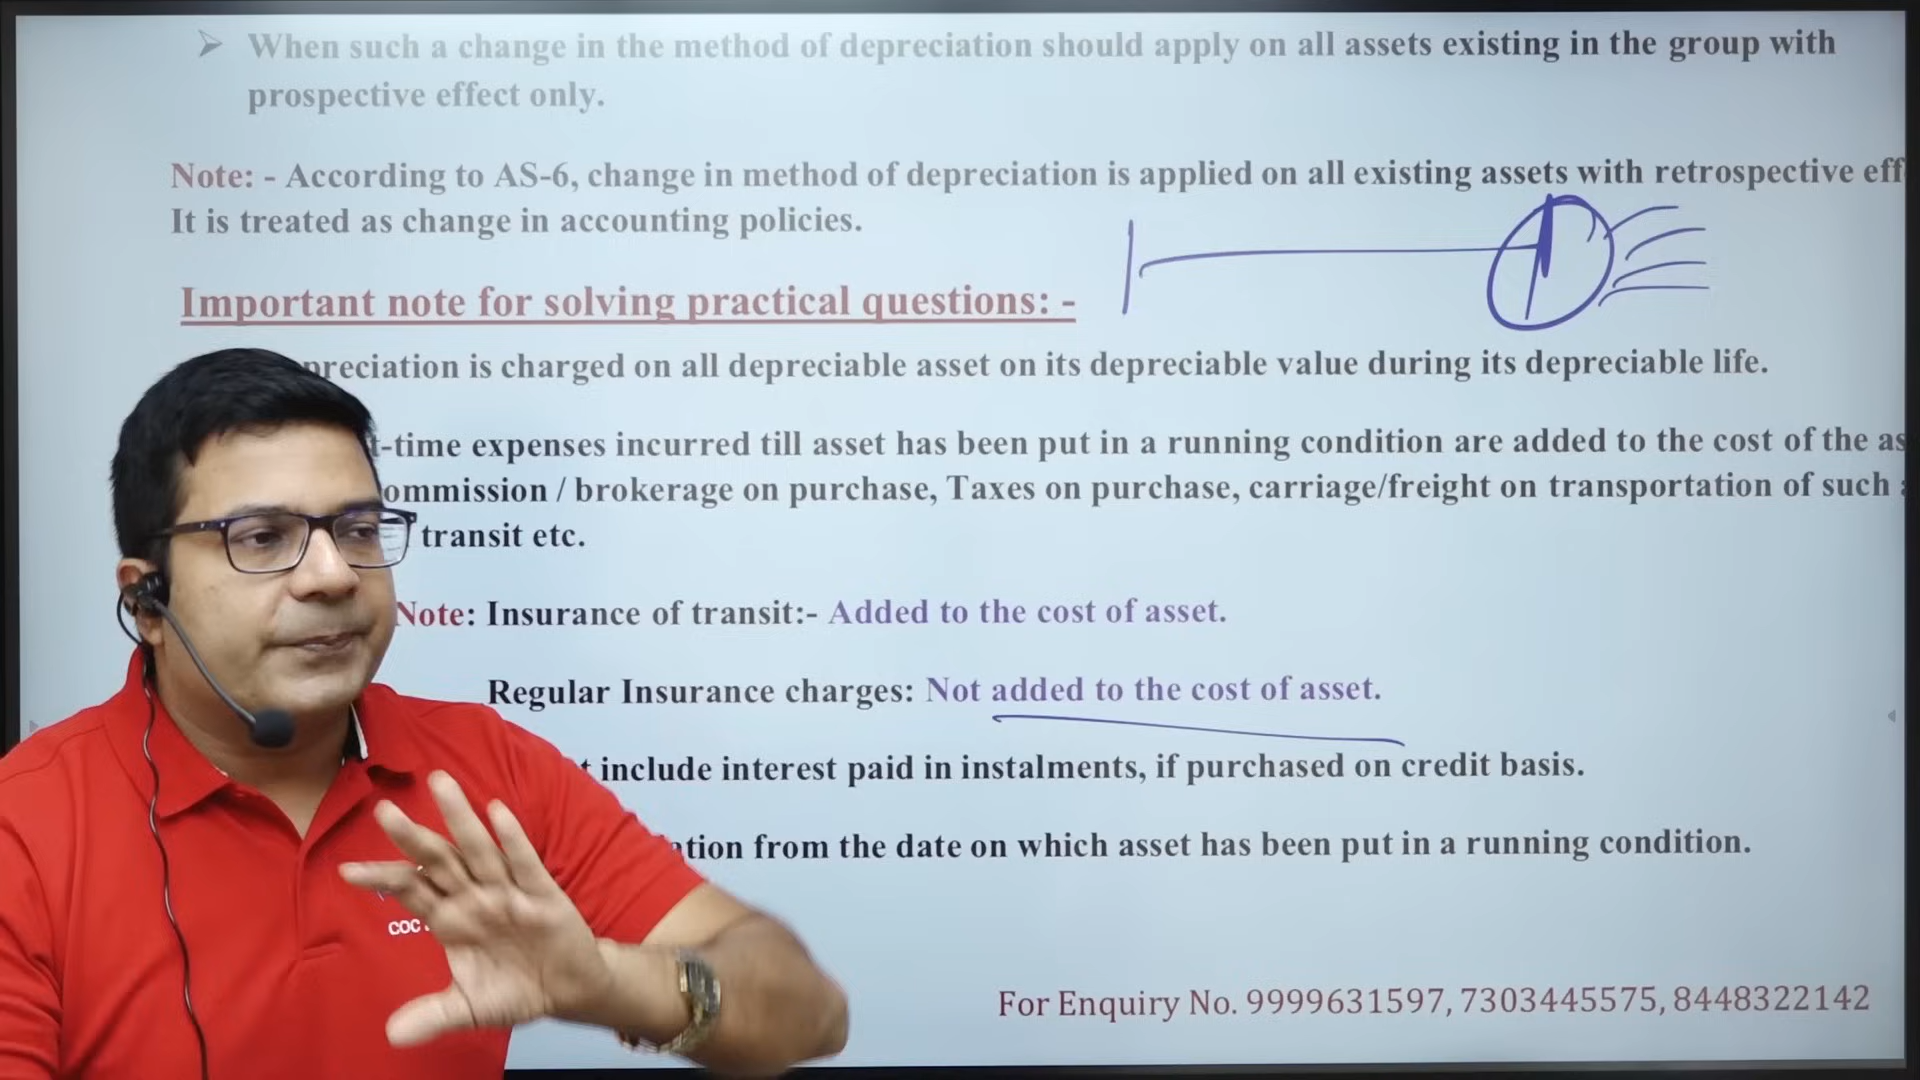 When such a change in the method of depreciation should apply on all assets existing in the group with
prospective effect only.
Note: - According to AS-6, change in method of depreciation is applied on all existing assets with retrospective
It is treated as change in accounting policies.
Important note for solving practical questions: -
is charged on all depreciable asset on its depreciable value during its depreciable life.
expenses incurred till asset has been put in a running condition are added to the cost of the
/ brokerage on purchase, Taxes on purchase, carriage/freight on transportation of such
transit etc.
Note: Insurance of transit:- Added to the cost of asset.
Regular Insurance charges: Not added to the cost of asset.
include interest paid in instalments, if purchased on credit basis.
from the date on which asset has been put in a running condition.
COC
For Enquiry No. 9999631597, 7303445575, 8448322142